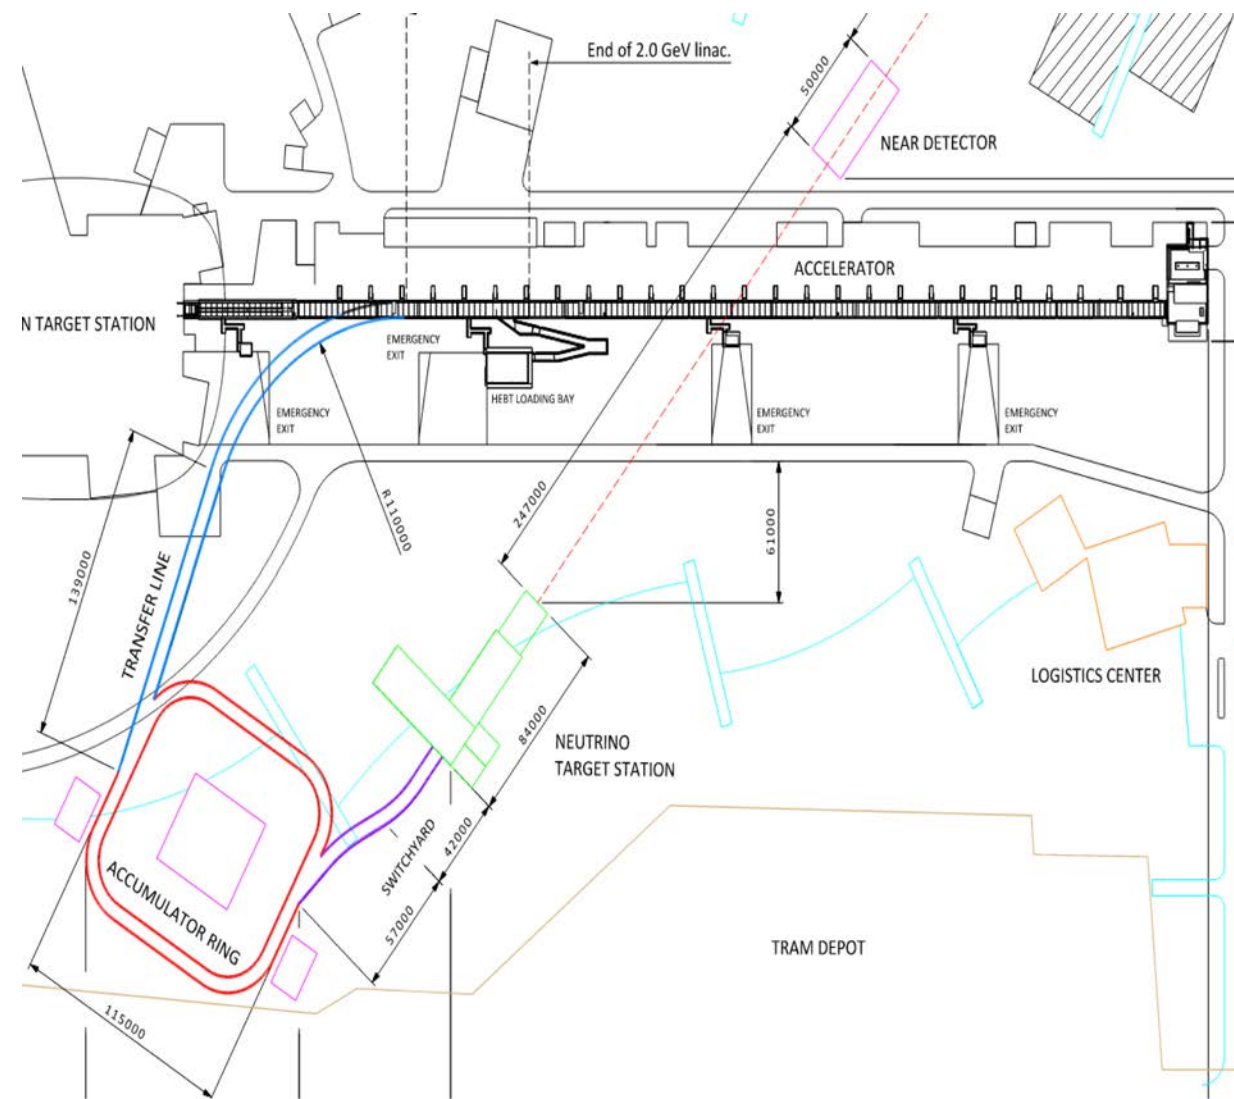 End of 2.0 GeV linac.
50000
NEAR DETECTOR
ACCELERATOR
N TARGET STATION
EMERGENCY
EXIT
HEBT LOADING BAY
EMERGENCY
EXIT
EMERGENCY
EXIT
EMERGENCY
EXIT
247000
R110000
61000
139000
TRANSFER LINE
LOGISTICS CENTER
84000
NEUTRINO
TARGET STATION
SWITCHYARD
42000
57000
ACCUMULATOR RING
TRAM DEPOT
115000